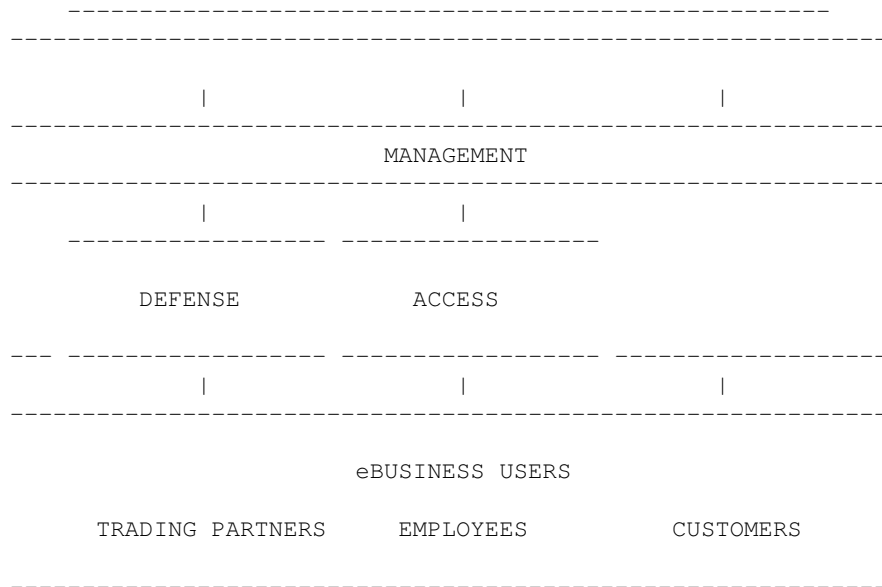 MANAGEMENT
DEFENSE ACCESS
eBUSINESS USERS
TRADING PARTNERS EMPLOYEES CUSTOMERS